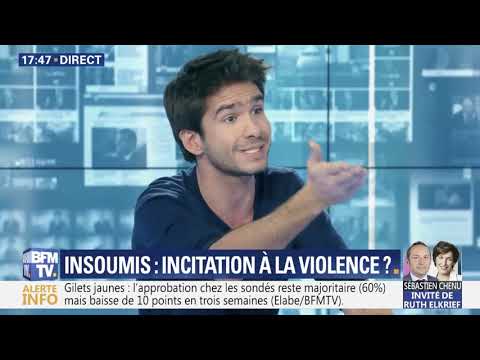 17:47 DIRECT
BFM
TV.
INSOUMIS : INCITATION À LA VIOLENCE ?
ALERTE
INFO
Gilets jaunes : l'approbation chez les sondés reste majoritaire (60%)
mais baisse de 10 points en trois semaines (Elabe/BFMTV).
SÉBASTIEN CHENU
INVITÉ DE
RUTH ELKRIEF